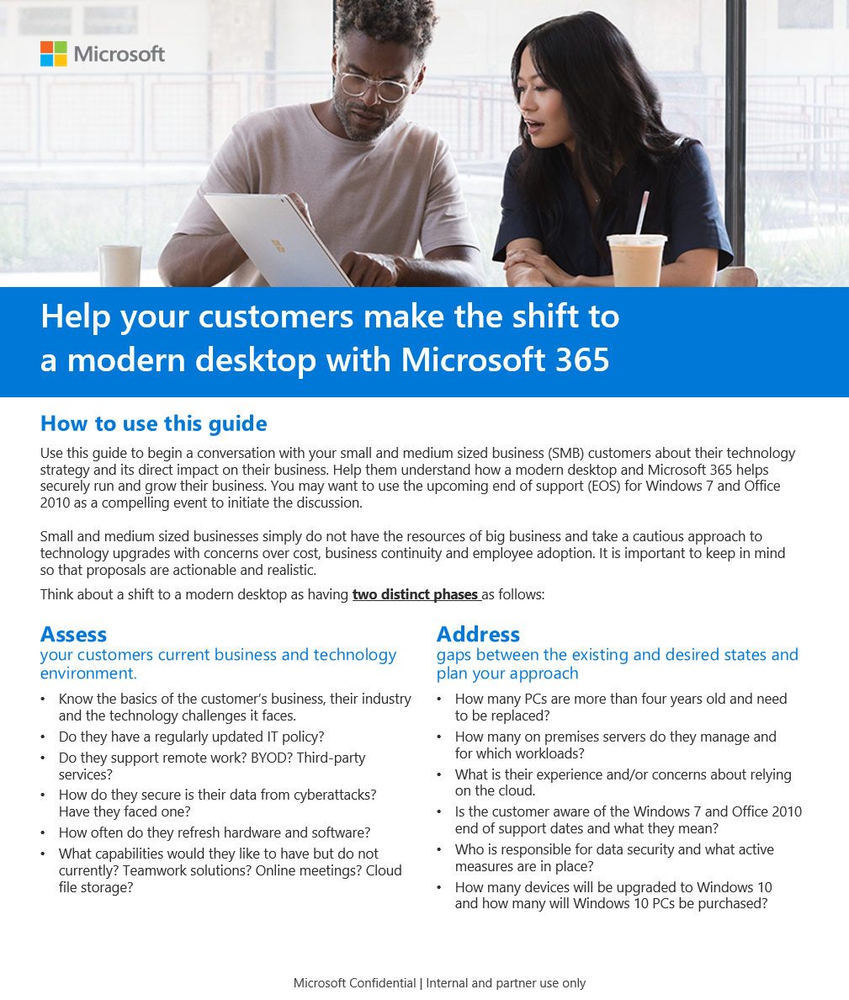 Microsoft
Help your customers make the shift to
a modern desktop with Microsoft 365
How to use this guide
Use this guide to begin a conversation with your small and medium sized business (SMB) customers about their technology
strategy and its direct impact on their business. Help them understand how a modern desktop and Microsoft 365 helps
securely run and grow their business. You may want to use the upcoming end of support (EOS) for Windows 7 and Office
2010 as a compelling event to initiate the discussion.
Small and medium sized businesses simply do not have the resources of big business and take a cautious approach to
technology upgrades with concerns over cost, business continuity and employee adoption. It is important to keep in mind
so that proposals are actionable and realistic.
Think about a shift to a modern desktop as having two distinct phases as follows:
Assess
your customers current business and technology
environment.
• Know the basics of the customer's business, their industry
and the technology challenges it faces.
• Do they have a regularly updated IT policy?
• Do they support remote work? BYOD? Third-party
services?
• How do they secure is their data from cyberattacks?
Have they faced one?
• How often do they refresh hardware and software?
• What capabilities would they like to have but do not
currently? Teamwork solutions? Online meetings? Cloud
file storage?
Address
gaps between the existing and desired states and
plan your approach
• How many PCs are more than four years old and need
to be replaced?
• How many on premises servers do they manage and
for which workloads?
• What is their experience and/or concerns about relying
on the cloud.
• Is the customer aware of the Windows 7 and Office 2010
end of support dates and what they mean?
• Who is responsible for data security and what active
measures are in place?
• How many devices will be upgraded to Windows 10
and how many will Windows 10 PCs be purchased?
Microsoft Confidential | Internal and partner use only